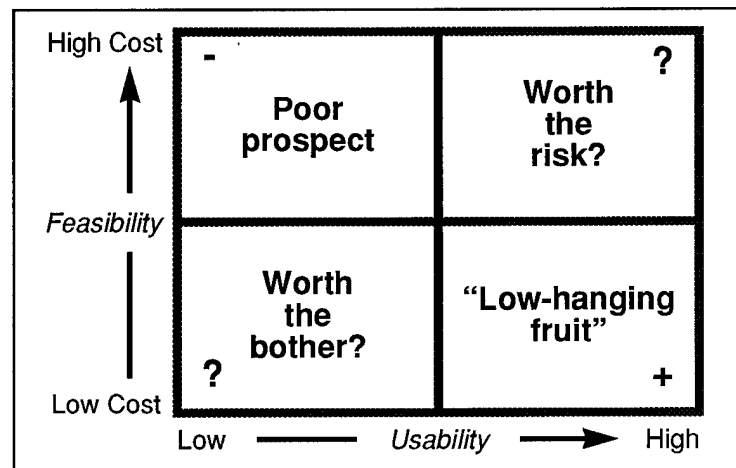 High Cost
-
?
Poor
prospect
Worth
the
risk?
Feasibility
Worth
the
bother?
?
“Low-hanging
fruit”
+
Low Cost
Low
Usability
High